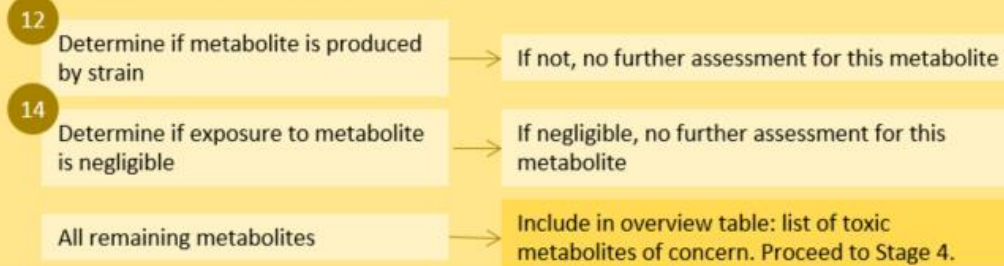 12
Determine if metabolite is produced
by strain
If not, no further assessment for this metabolite
14
Determine if exposure to metabolite
is negligible
If negligible, no further assessment for this
metabolite
All remaining metabolites
Include in overview table: list of toxic
metabolites of concern. Proceed to Stage 4.